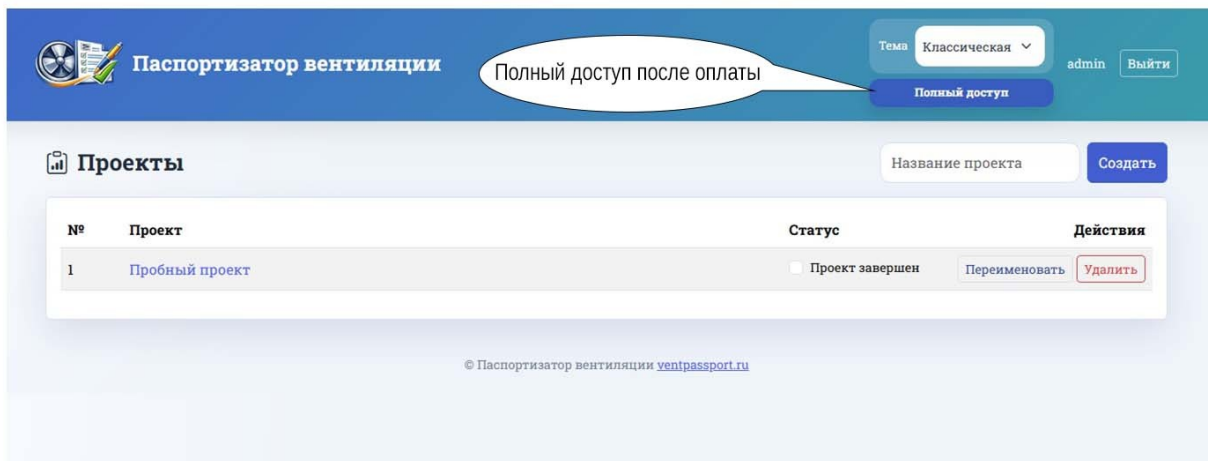 Паспортизатор вентиляции
Полный доступ после оплаты
Тема
Классическая
Полный доступ
admin
Выйти
Проекты
Название проекта
Создать
№ Проект Статус Действия
1 Пробный проект Проект завершен Переименовать Удалить
© Паспортизатор вентиляции ventpassport.ru